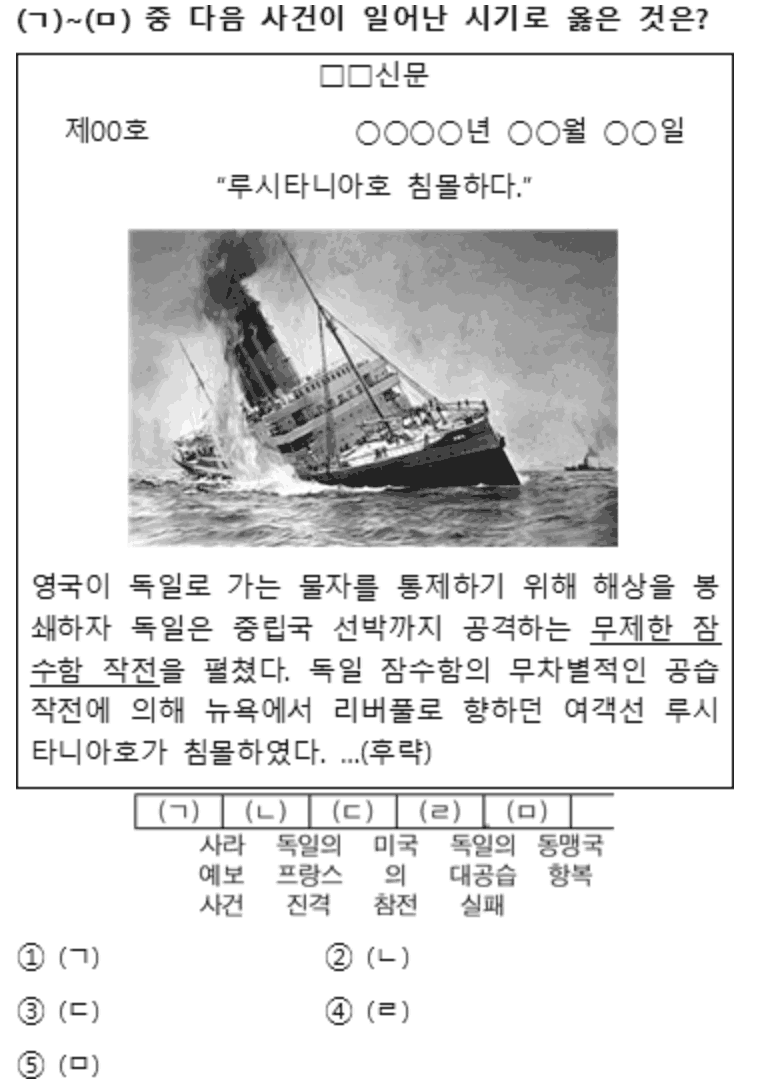 (ㄱ)~(ㅁ) 중 다음 사건이 일어난 시기로 옳은 것은?
□□신문
제00호 ○○○○년 ○○월 ○○일
“루시타니아호 침몰하다.”
영국이 독일로 가는 물자를 통제하기 위해 해상을 봉
쇄하자 독일은 중립국 선박까지 공격하는 무제한 잠
수함 작전을 펼쳤다. 독일 잠수함의 무차별적인 공습
작전에 의해 뉴욕에서 리버풀로 향하던 여객선 루시
타니아호가 침몰하였다. …(후략)
(ㄱ) (ㄴ) (ㄷ) (ㄹ) (ㅁ)
사라 독일의 미국 독일의 동맹국
예보 프랑스 의 대공습 항복
사건 진격 참전 실패
① (ㄱ) ② (ㄴ)
③ (ㄷ) ④ (ㄹ)
⑤ (ㅁ)